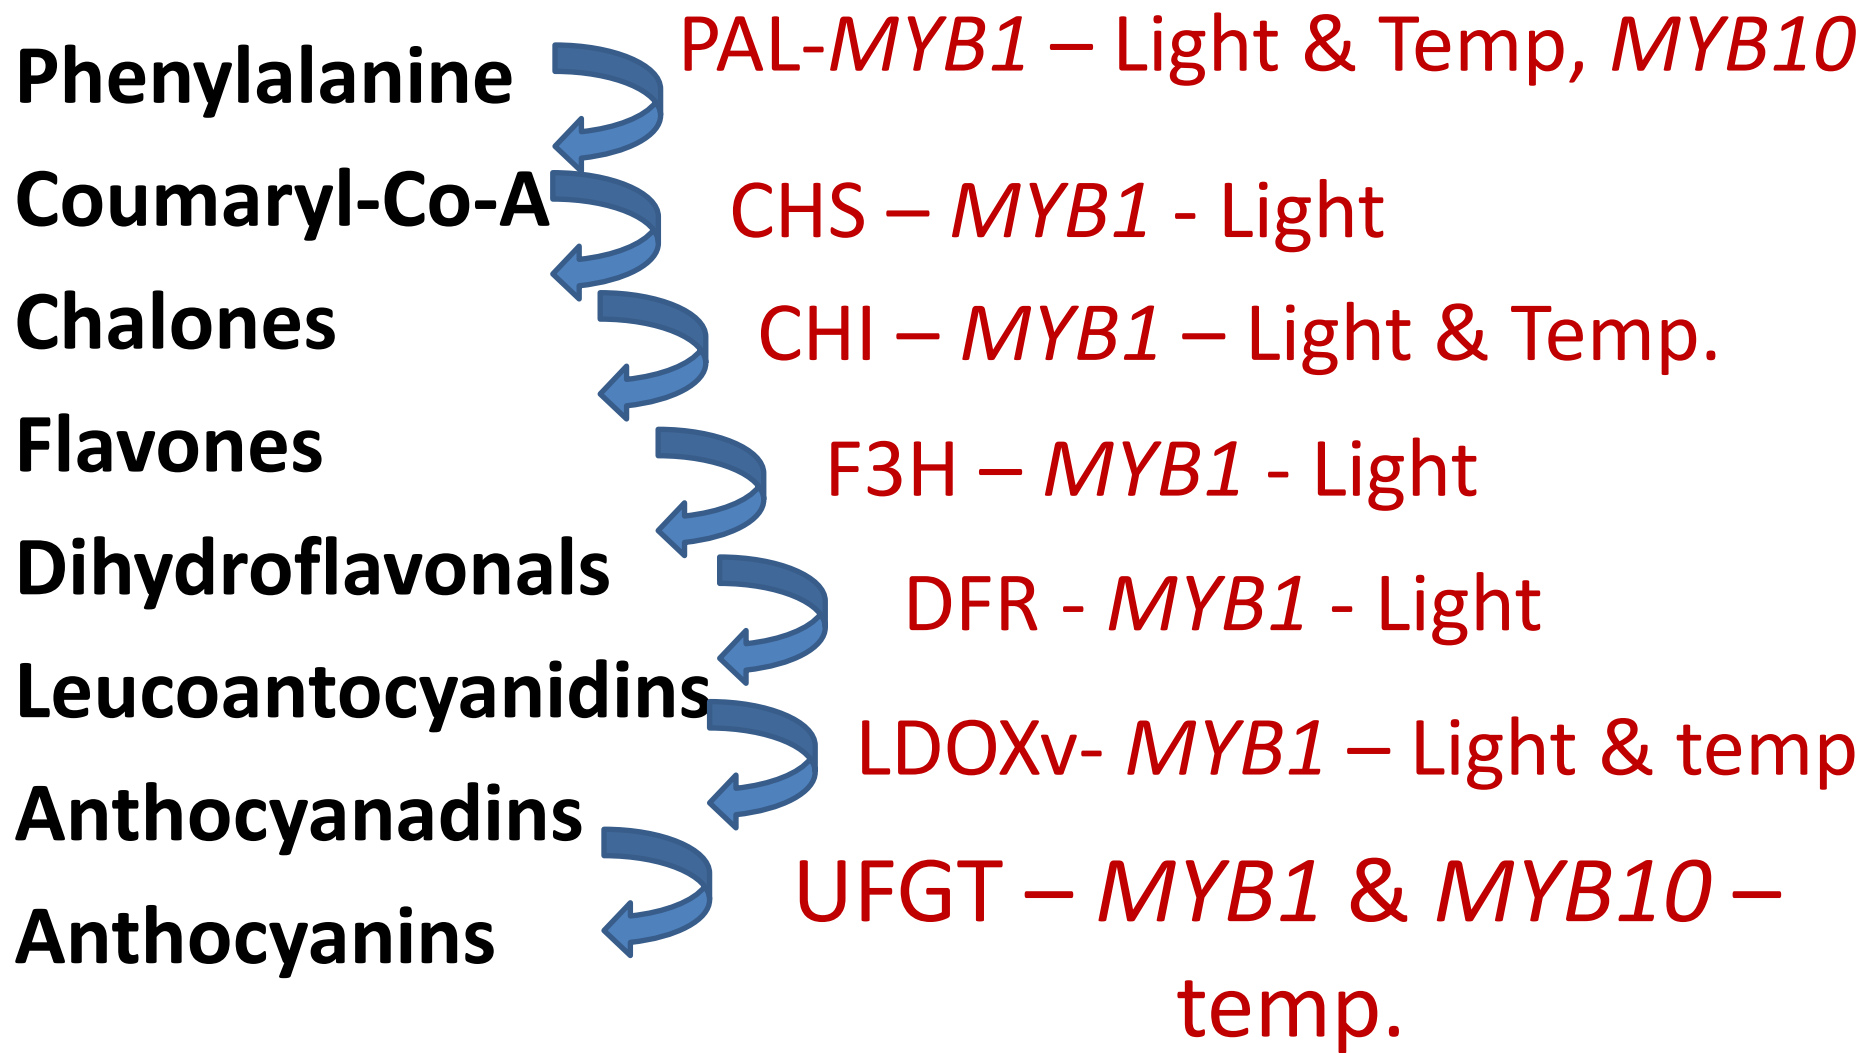 Phenylalanine
PAL-MYB1 – Light & Temp, MYB10
Coumaryl-Co-A
CHS – MYB1 - Light
Chalones
CHI – MYB1 – Light & Temp.
Flavones
F3H – MYB1 - Light
Dihydroflavonals
DFR - MYB1 - Light
Leucoantocyanidins
LDOXv- MYB1 – Light & temp
Anthocyanadins
UFGT – MYB1 & MYB10 –
temp.
Anthocyanins